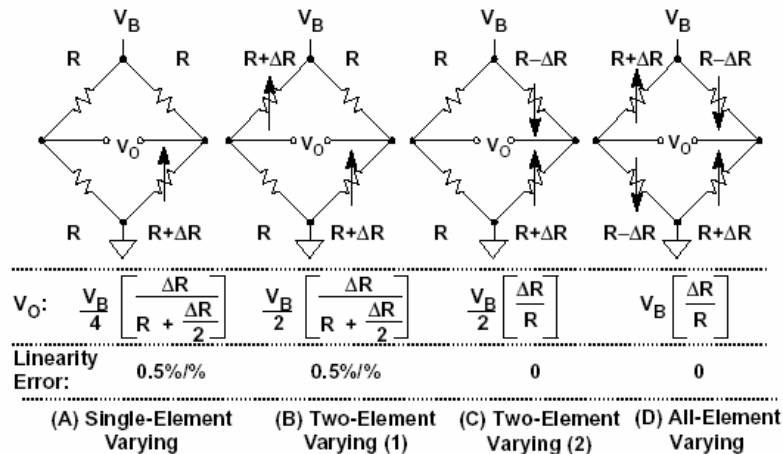 V_B V_B V_B V_B
R R R+ΔR R R R−ΔR R+ΔR R−ΔR
V_O V_O V_O V_O
R R+ΔR R R+ΔR R R+ΔR R−ΔR R+ΔR
V_O: V_B/4 [ΔR / (R + ΔR/2)] V_B/2 [ΔR / (R + ΔR/2)] V_B/2 [ΔR/R] V_B [ΔR/R]
Linearity
Error: 0.5%/% 0.5%/% 0 0
(A) Single-Element (B) Two-Element (C) Two-Element (D) All-Element
Varying Varying (1) Varying (2) Varying